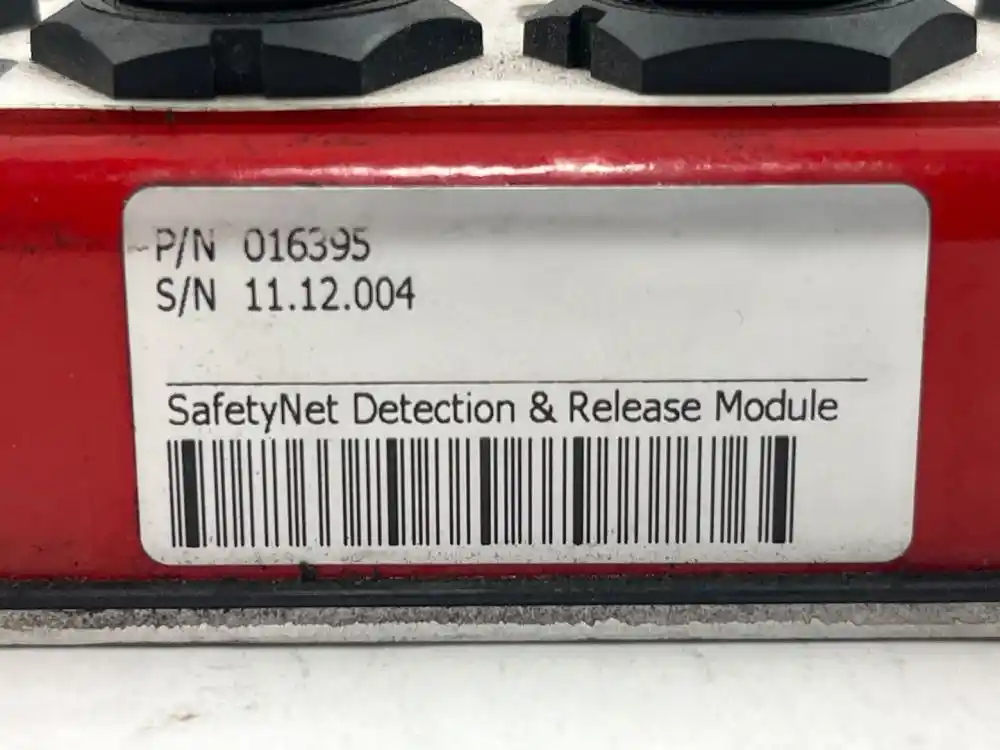 P/N 016395
S/N 11.12.004
SafetyNet Detection & Release Module